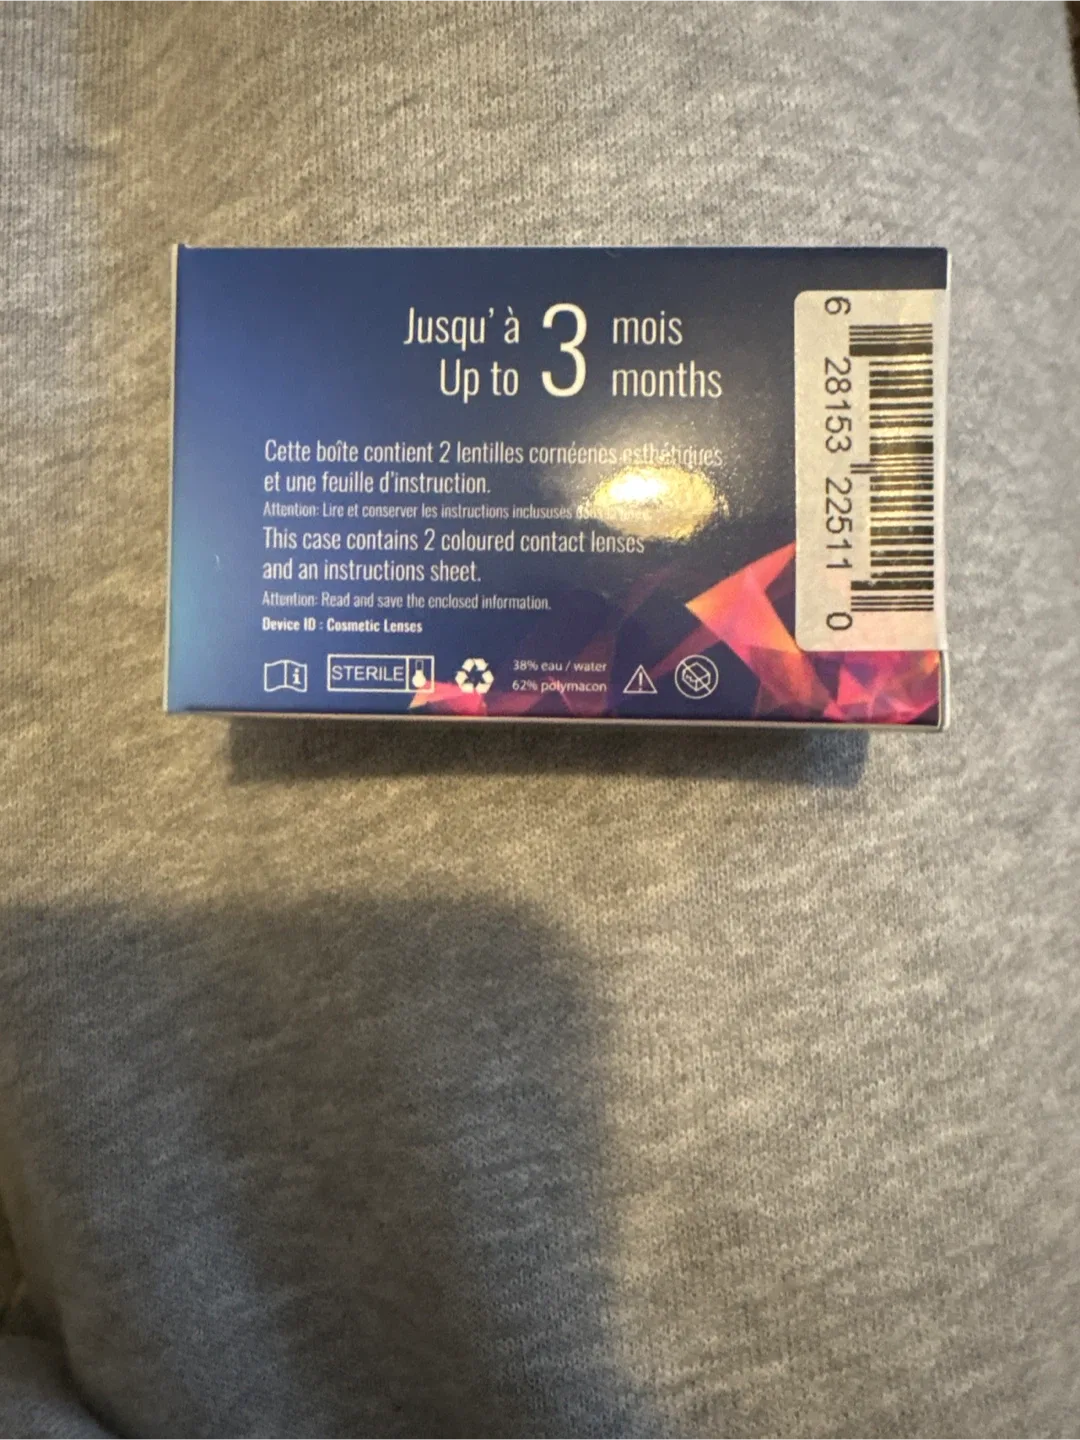 Jusqu' à 3 mois
Up to months
Cette boîte contient 2 lentilles cornéenes esthétiques
et une feuille d'instruction.
Attention: Lire et conserver les instructions inclususes
This case contains 2 coloured contact lenses
and an instructions sheet.
Attention: Read and save the enclosed information.
Device ID : Cosmetic Lenses
i
STERILE
38% eau / water
62% polymacon
6 28153 22511 0